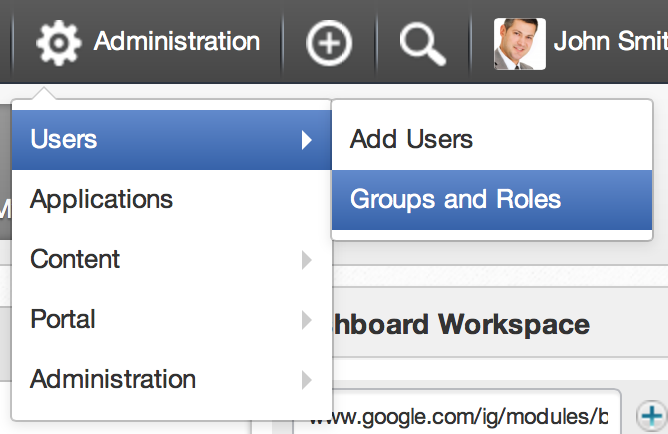 Administration
John Smit
Users
Add Users
Applications
Groups and Roles
Content
Portal
hboard Workspace
Administration
www.google.com/ig/modules/b